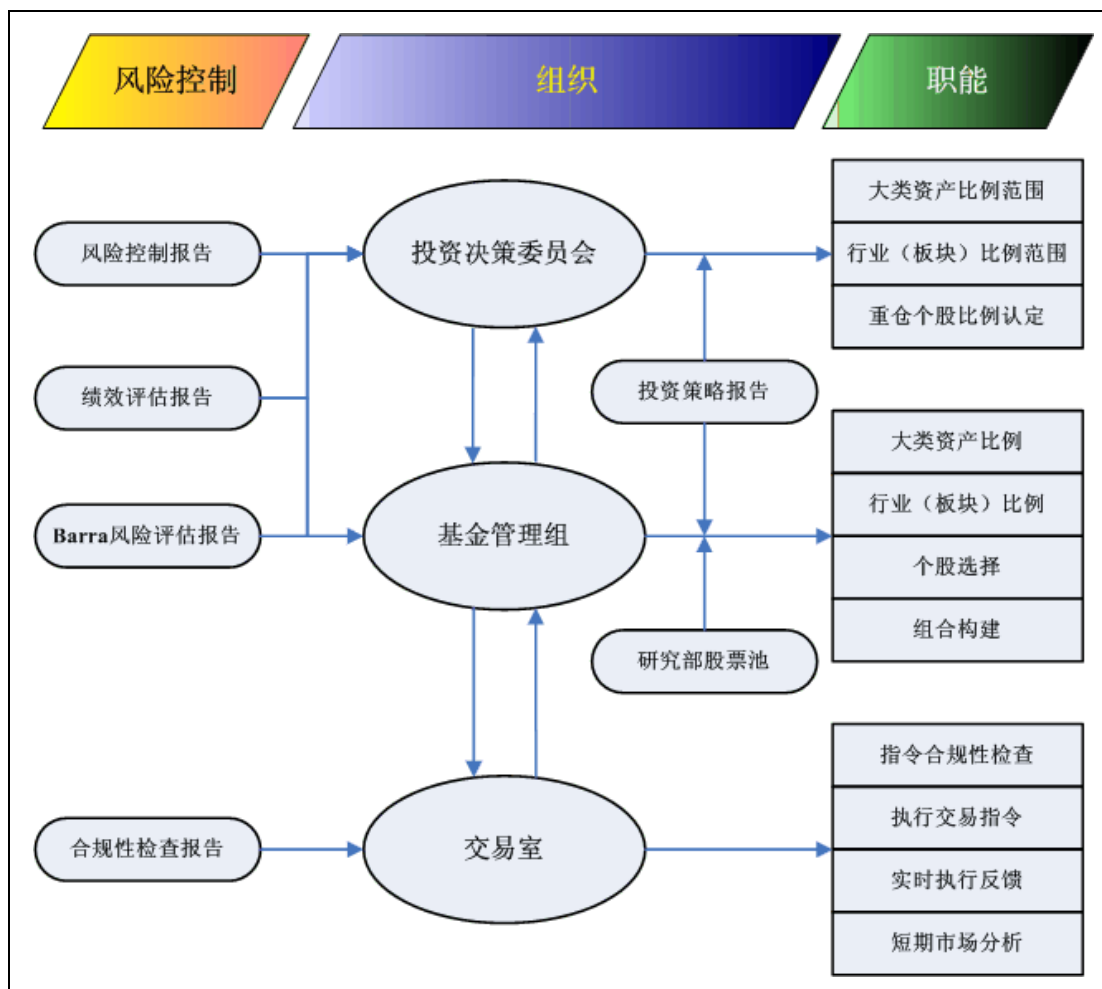 风险控制
组织
职能
大类资产比例范围
风险控制报告
投资决策委员会
行业（板块）比例范围
重仓个股比例认定
绩效评估报告
投资策略报告
大类资产比例
行业（板块）比例
Barra风险评估报告
基金管理组
个股选择
组合构建
研究部股票池
指令合规性检查
执行交易指令
合规性检查报告
交易室
实时执行反馈
短期市场分析